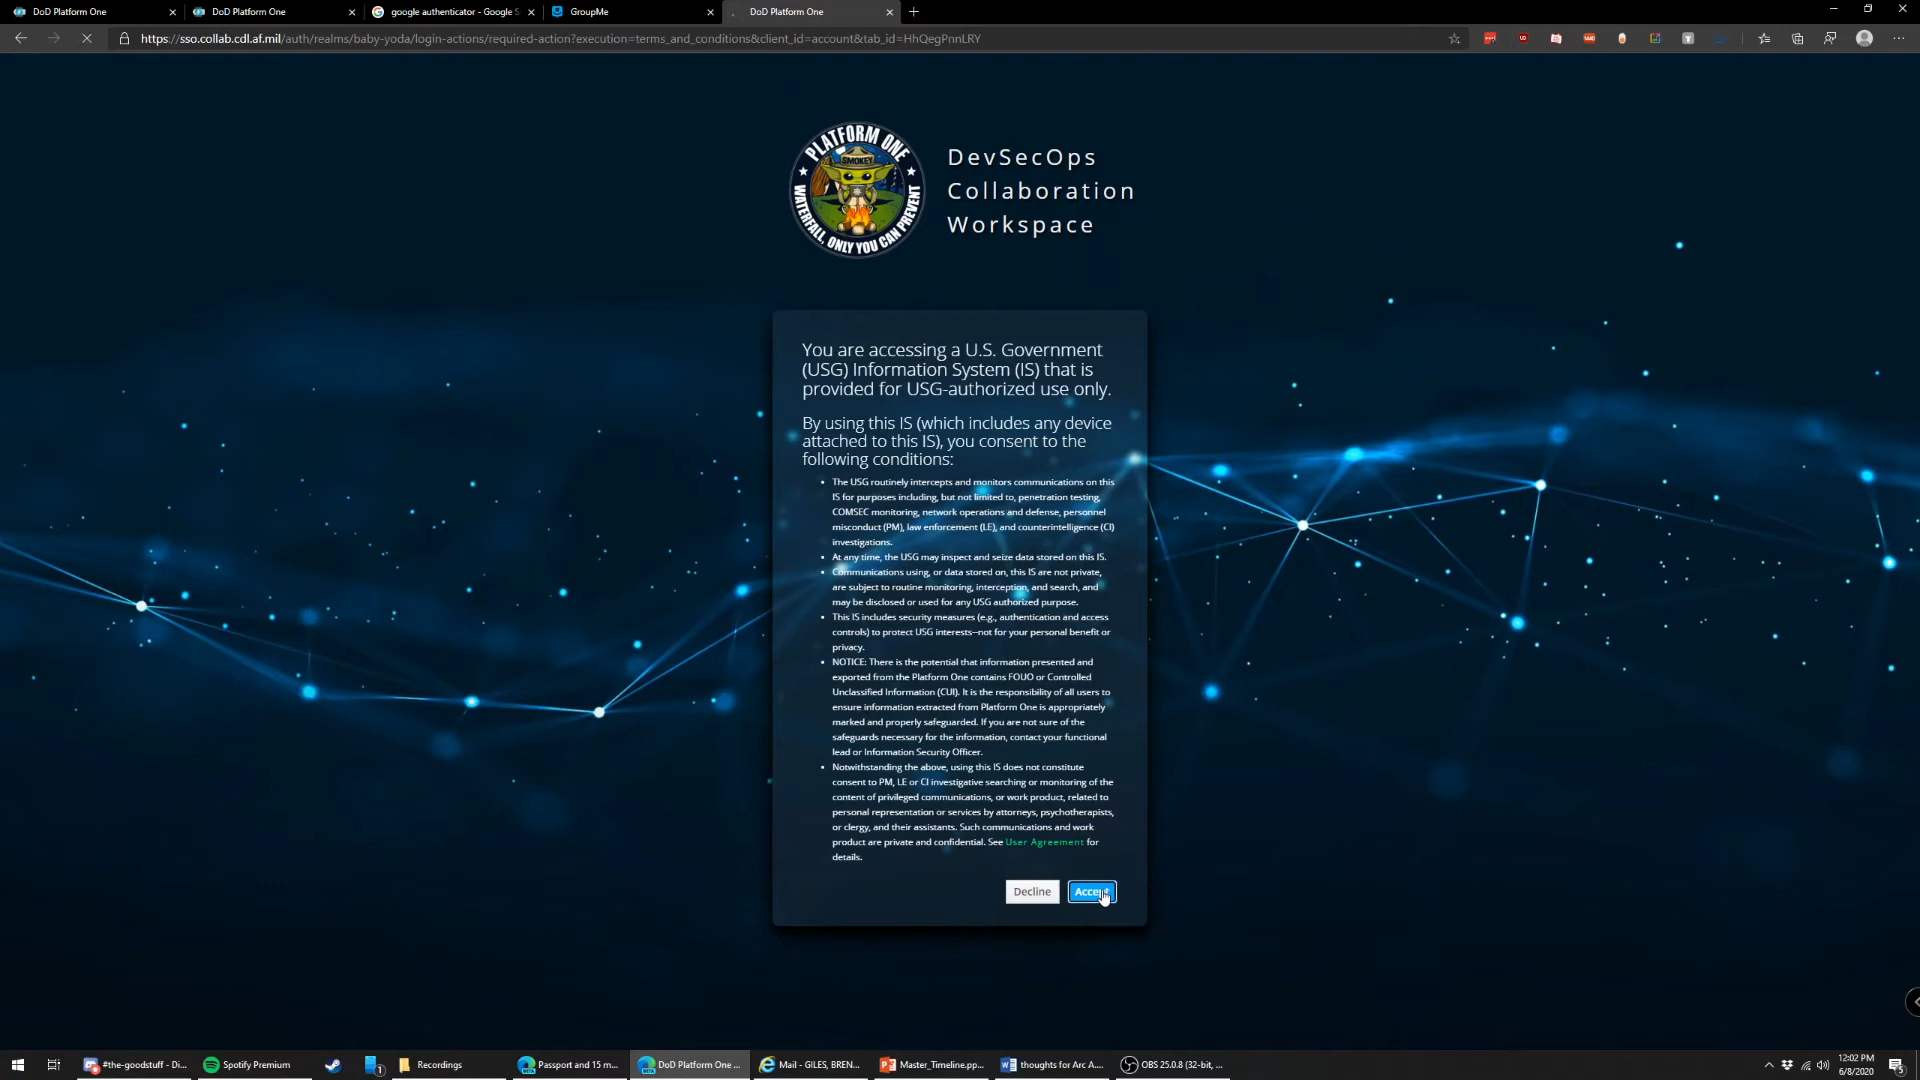 DoD Platform One
DoD Platform One
google authenticator - Google S
GroupMe
DoD Platform One
https://sso.collab.cdl.af.mil/auth/realms/baby-yoda/login-actions/required-action?execution=terms_and_conditions&client_id=account&tab_id=HhQegPnnLRY
PLATFORM ONE
SMOKEY
WATERFALL, ONLY YOU CAN PREVENT
DevSecOps
Collaboration
Workspace
You are accessing a U.S. Government
(USG) Information System (IS) that is
provided for USG-authorized use only.
By using this IS (which includes any device
attached to this IS), you consent to the
following conditions:
• The USG routinely intercepts and monitors communications on this
IS for purposes including, but not limited to, penetration testing,
COMSEC monitoring, network operations and defense, personnel
misconduct (PM), law enforcement (LE), and counterintelligence (CI)
investigations.
• At any time, the USG may inspect and seize data stored on this IS.
• Communications using, or data stored on, this IS are not private,
are subject to routine monitoring, interception, and search, and
may be disclosed or used for any USG authorized purpose.
• This IS includes security measures (e.g., authentication and access
controls) to protect USG interests--not for your personal benefit or
privacy.
• NOTICE: There is the potential that information presented and
exported from the Platform One contains FOUO or Controlled
Unclassified Information (CUI). It is the responsibility of all users to
ensure information extracted from Platform One is appropriately
marked and properly safeguarded. If you are not sure of the
safeguards necessary for the information, contact your functional
lead or Information Security Officer.
• Notwithstanding the above, using this IS does not constitute
consent to PM, LE or CI investigative searching or monitoring of the
content of privileged communications, or work product, related to
personal representation or services by attorneys, psychotherapists,
or clergy, and their assistants. Such communications and work
product are private and confidential. See User Agreement for
details.
Decline Accept
#the-goodstuff - Di...
Spotify Premium
1
Recordings
Passport and 15 m...
DoD Platform One ...
Mail - GILES, BREN...
Master_Timeline.pp...
thoughts for Arc A...
OBS 25.0.8 (32-bit, ...
12:02 PM
6/8/2020
5